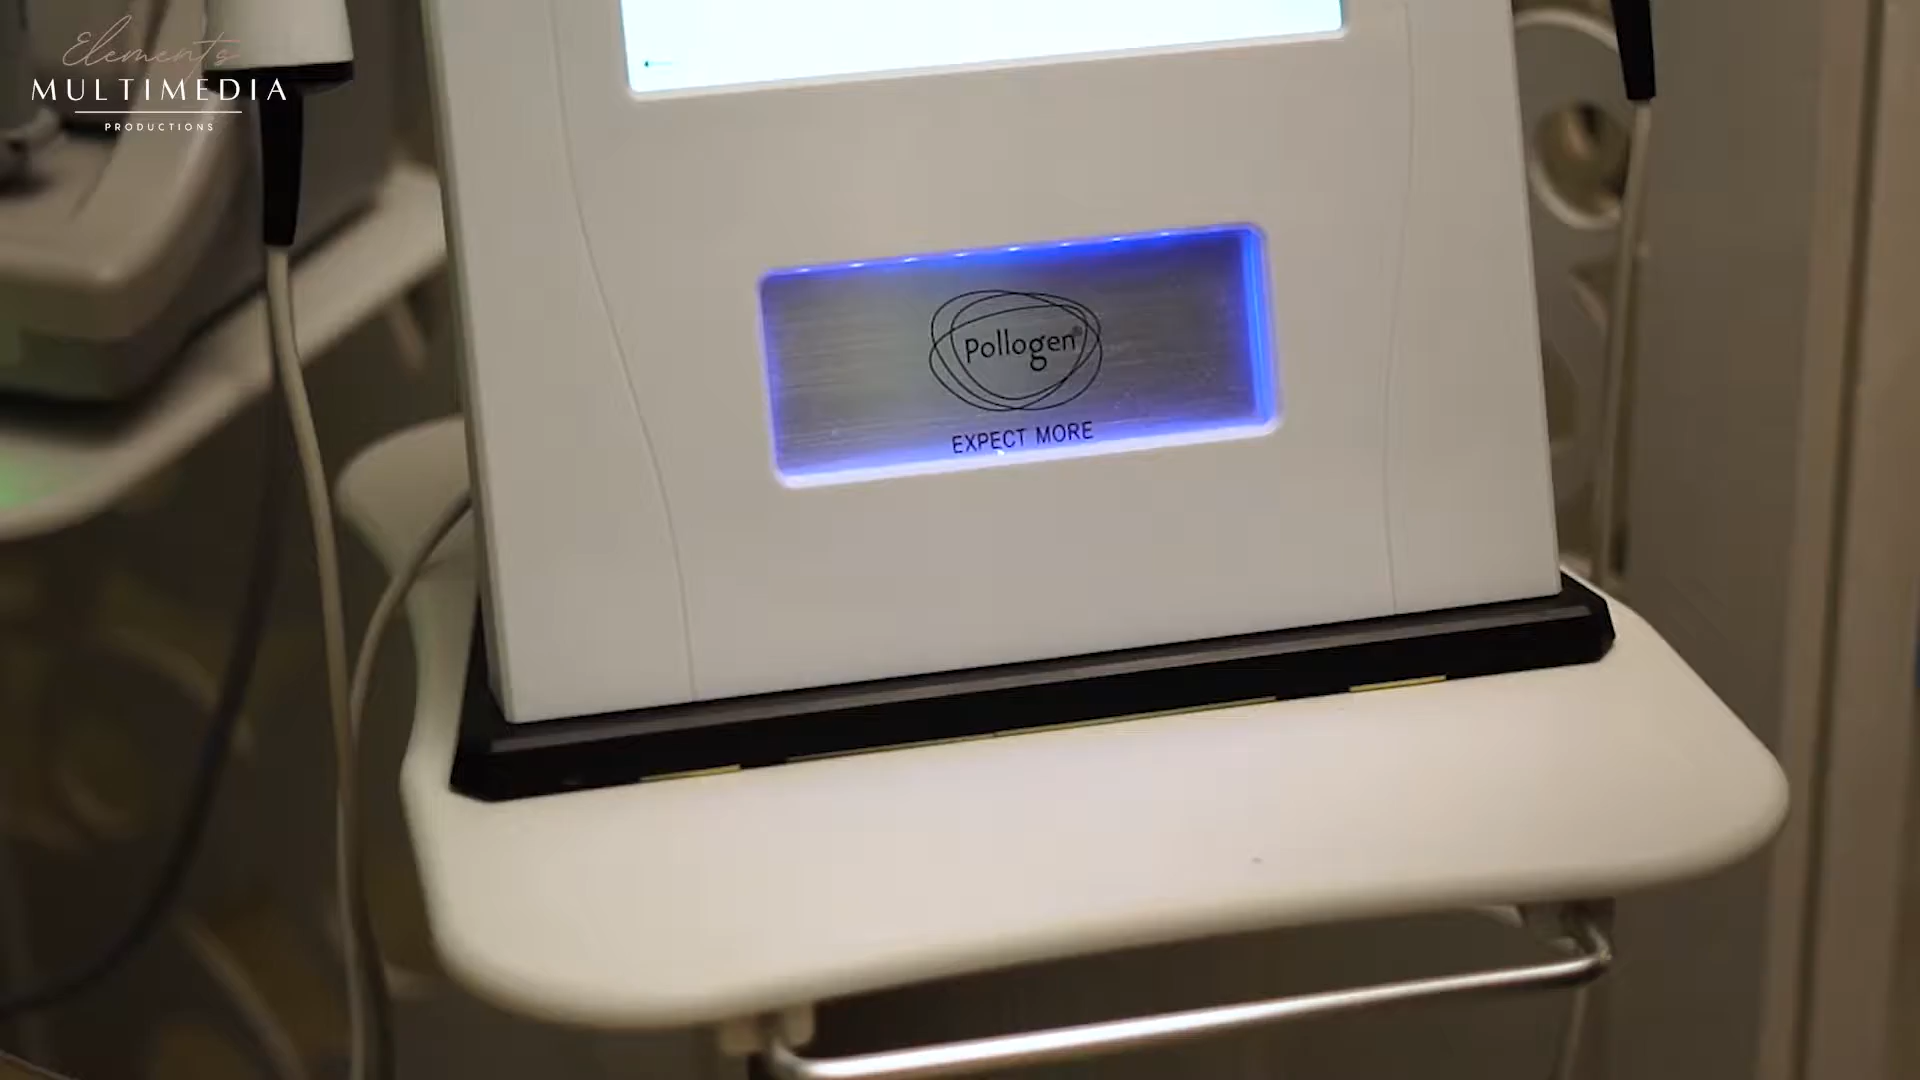 Elements
MULTIMEDIA
PRODUCTIONS
Pollogen®
EXPECT MORE